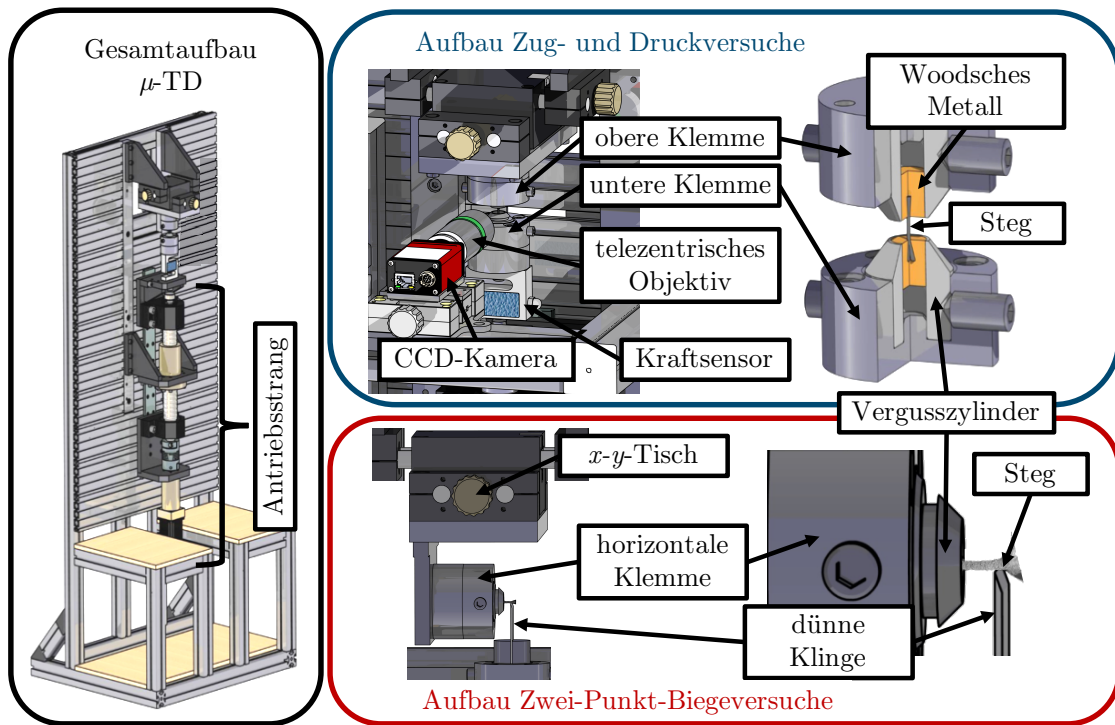 Gesamtaufbau
μ-TD
Antriebsstrang
Aufbau Zug- und Druckversuche
Woodsches
Metall
obere Klemme
untere Klemme
Steg
telezentrisches
Objektiv
CCD-Kamera
Kraftsensor
Vergusszylinder
x-y-Tisch
Steg
horizontale
Klemme
dünne
Klinge
Aufbau Zwei-Punkt-Biegeversuche